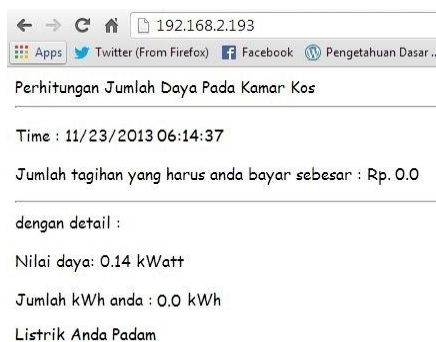 192.168.2.193
Apps Twitter (From Firefox) Facebook Pengetahuan Dasar ...
Perhitungan Jumlah Daya Pada Kamar Kos
Time : 11/23/2013 06:14:37
Jumlah tagihan yang harus anda bayar sebesar : Rp. 0.0
dengan detail :
Nilai daya: 0.14 kWatt
Jumlah kWh anda : 0.0 kWh
Listrik Anda Padam